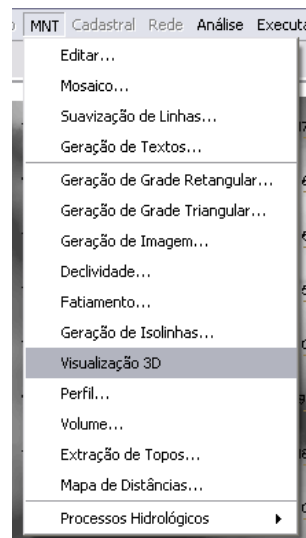 MNT Cadastral Rede Análise Execut
Editar...
Mosaico...
Suavização de Linhas...
Geração de Textos...
Geração de Grade Retangular...
Geração de Grade Triangular...
Geração de Imagem...
Declividade...
Fatiamento...
Geração de Isolinhas...
Visualização 3D
Perfil...
Volume...
Extração de Topos...
Mapa de Distâncias...
Processos Hidrológicos